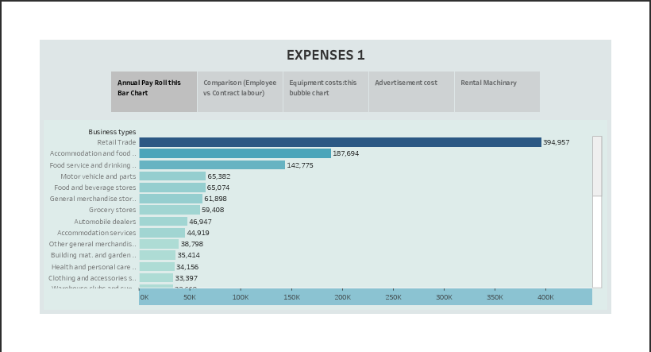 EXPENSES 1
Annual Pay Roll this
Bar Chart
Comparison (Employee
vs Contract labour)
Equipment costs:this
bubble chart
Advertisement cost
Rental Machinery
Business types
Retail Trade 394,957
Accommodation and food .. 187,694
Food service and drinking .. 142,775
Motor vehicle and parts 65,382
Food and beverage stores 65,074
General merchandise stor.. 61,898
Grocery stores 59,408
Automobile dealers 46,947
Accommodation services 44,919
Other general merchandis.. 38,798
Building mat. and garden .. 35,414
Health and personal care .. 34,156
Clothing and accessories s.. 33,397
0K 50K 100K 150K 200K 250K 300K 350K 400K